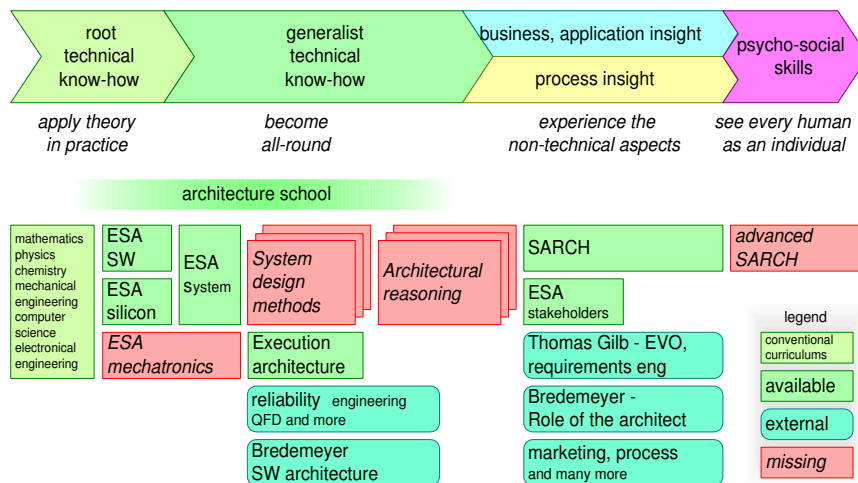 root
technical
know-how
generalist
technical
know-how
business, application insight
process insight
psycho-social
skills
apply theory
in practice
become
all-round
experience the
non-technical aspects
see every human
as an individual
architecture school
mathematics
physics
chemistry
mechanical
engineering
computer
science
electronical
engineering
ESA
SW
ESA
silicon
ESA
mechatronics
ESA
system
System
design
methods
Architectural
reasoning
Execution
architecture
reliability engineering
QFD and more
Bredemeyer
SW architecture
SARCH
ESA
stakeholders
Thomas Gilb - EVO,
requirements eng
Bredemeyer -
Role of the architect
marketing, process
and many more
advanced
SARCH
legend
conventional
curriculums
available
external
missing